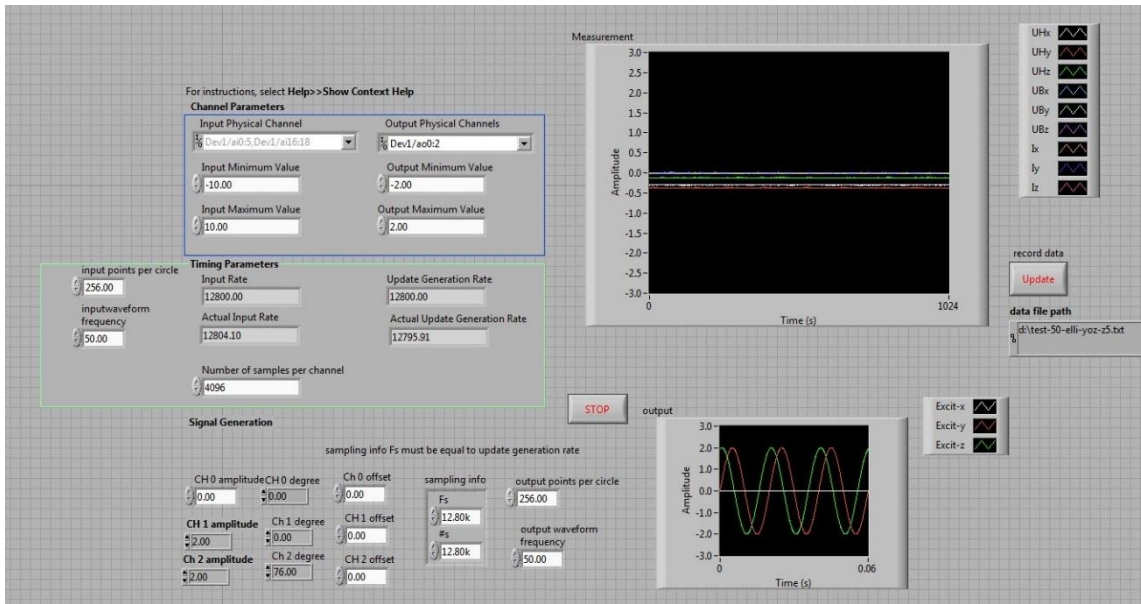 For instructions, select Help>>Show Context Help
Channel Parameters
Input Physical Channel
Output Physical Channels
Dev1/ai0:5,Dev1/ai16:18
Dev1/ao0:2
Input Minimum Value
Output Minimum Value
-10.00
-2.00
Input Maximum Value
Output Maximum Value
10.00
2.00
Timing Parameters
input points per circle
Input Rate
Update Generation Rate
256.00
12800.00
12800.00
inputwaveform
frequency
Actual Input Rate
Actual Update Generation Rate
50.00
12804.10
12795.91
Number of samples per channel
4096
Measurement
3.0
2.5
2.0
1.5
1.0
0.5
0.0
-0.5
-1.0
-1.5
-2.0
-2.5
-3.0
Amplitude
0
1024
Time (s)
UHx
UHy
UHz
UBx
UBy
UBz
Ix
Iy
Iz
record data
Update
data file path
d:\test-50-elli-yoz-z5.txt
Signal Generation
sampling info Fs must be equal to update generation rate
CH 0 amplitude
CH 0 degree
Ch 0 offset
sampling info
output points per circle
0.00
0.00
0.00
Fs
256.00
12.80k
CH 1 amplitude
Ch 1 degree
CH 1 offset
#s
output waveform
frequency
2.00
0.00
0.00
12.80k
50.00
Ch 2 amplitude
Ch 2 degree
CH 2 offset
2.00
76.00
0.00
STOP
output
3.0
2.0
1.0
0.0
-1.0
-2.0
-3.0
Amplitude
0
0.06
Time (s)
Excit-x
Excit-y
Excit-z